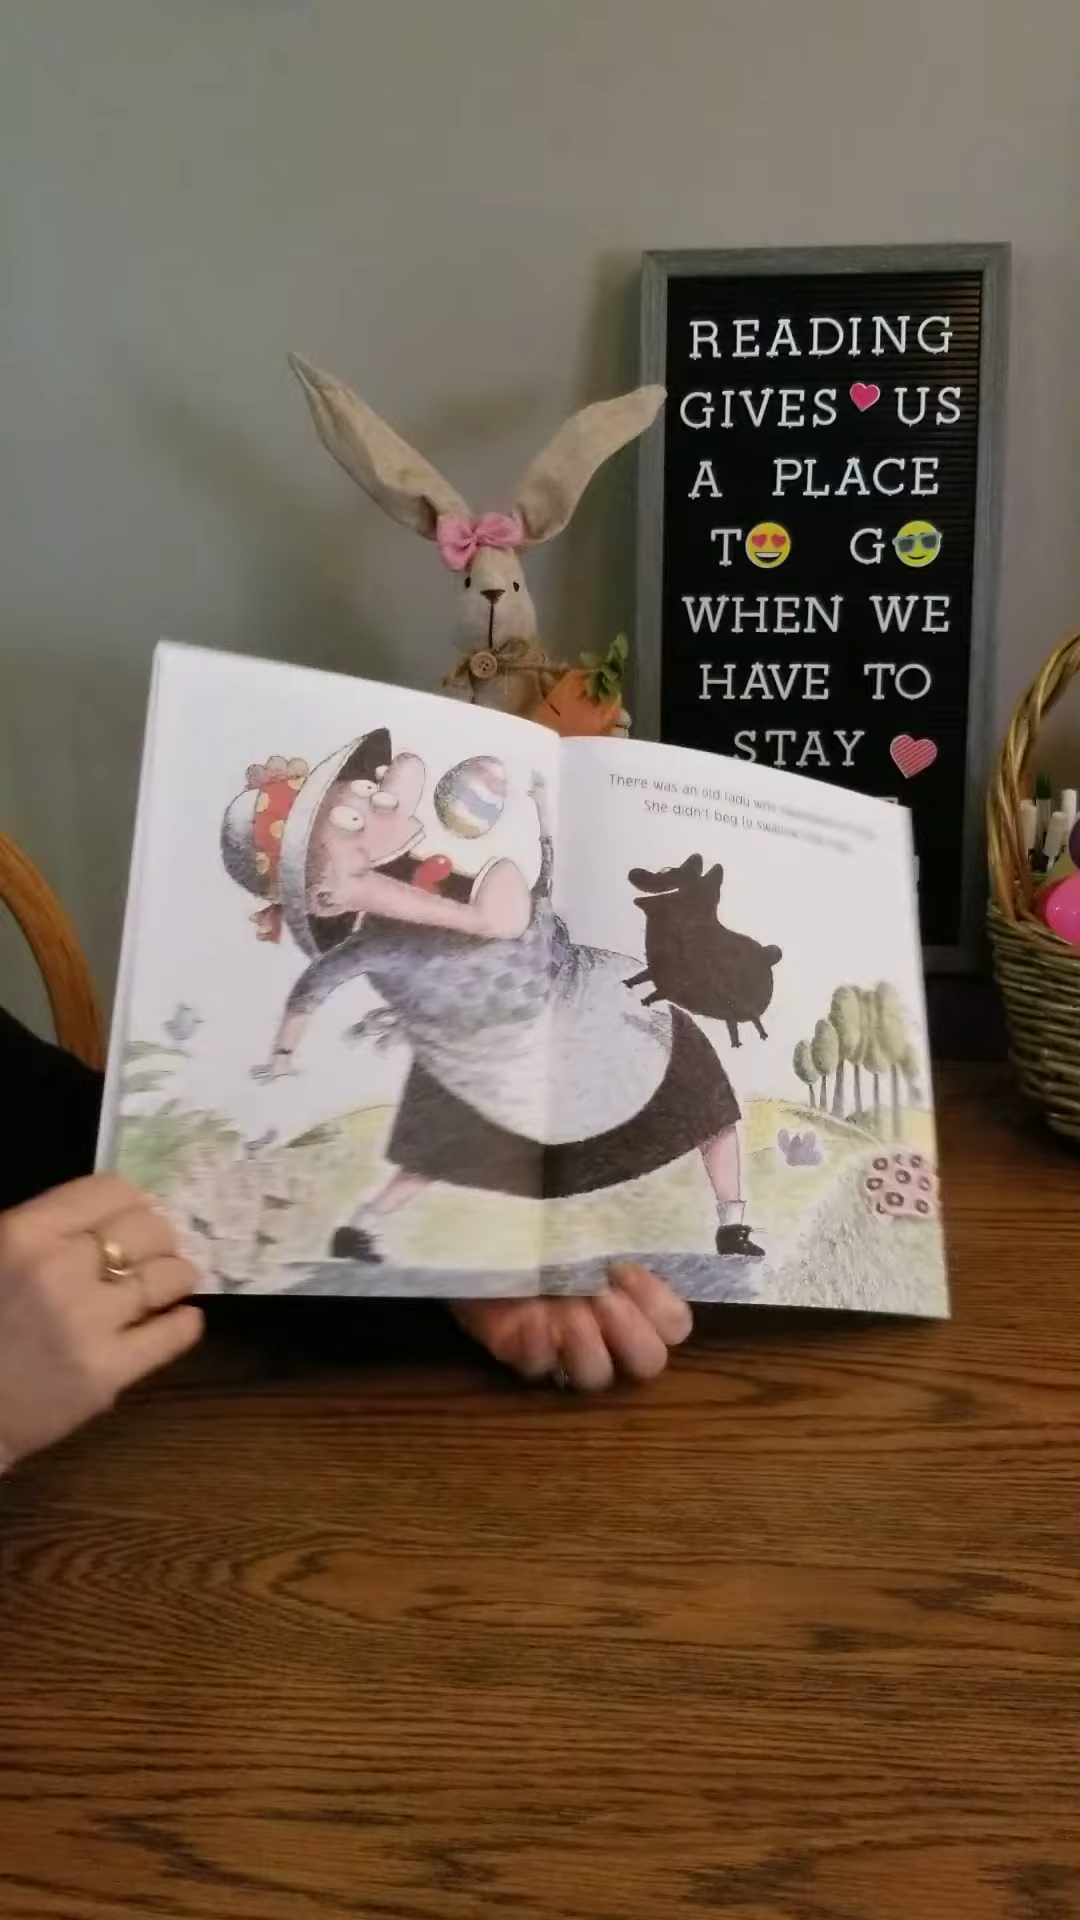 READING
GIVES US
A PLACE
TO GO
WHEN WE
HAVE TO
STAY
There was an old lady who
She didn't beg to swallow